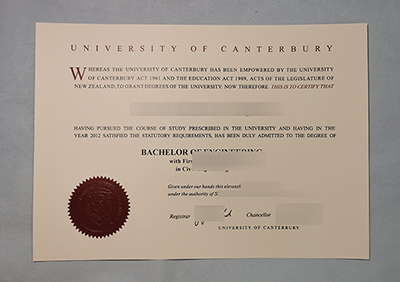 UNIVERSITY OF CANTERBURY
WHEREAS THE UNIVERSITY OF CANTERBURY HAS BEEN EMPOWERED BY THE UNIVERSITY
OF CANTERBURY ACT 1961 AND THE EDUCATION ACT 1989, ACTS OF THE LEGISLATURE OF
NEW ZEALAND, TO GRANT DEGREES OF THE UNIVERSITY: NOW THEREFORE THIS IS TO CERTIFY THAT
HAVING PURSUED THE COURSE OF STUDY PRESCRIBED IN THE UNIVERSITY AND HAVING IN THE
YEAR 2012 SATISFIED THE STATUTORY REQUIREMENTS, HAS BEEN DULY ADMITTED TO THE DEGREE OF
BACHELOR OF ENGINEERING
with
in
Given under our hands this
under the authority of
Registrar Chancellor
UNIVERSITY OF CANTERBURY